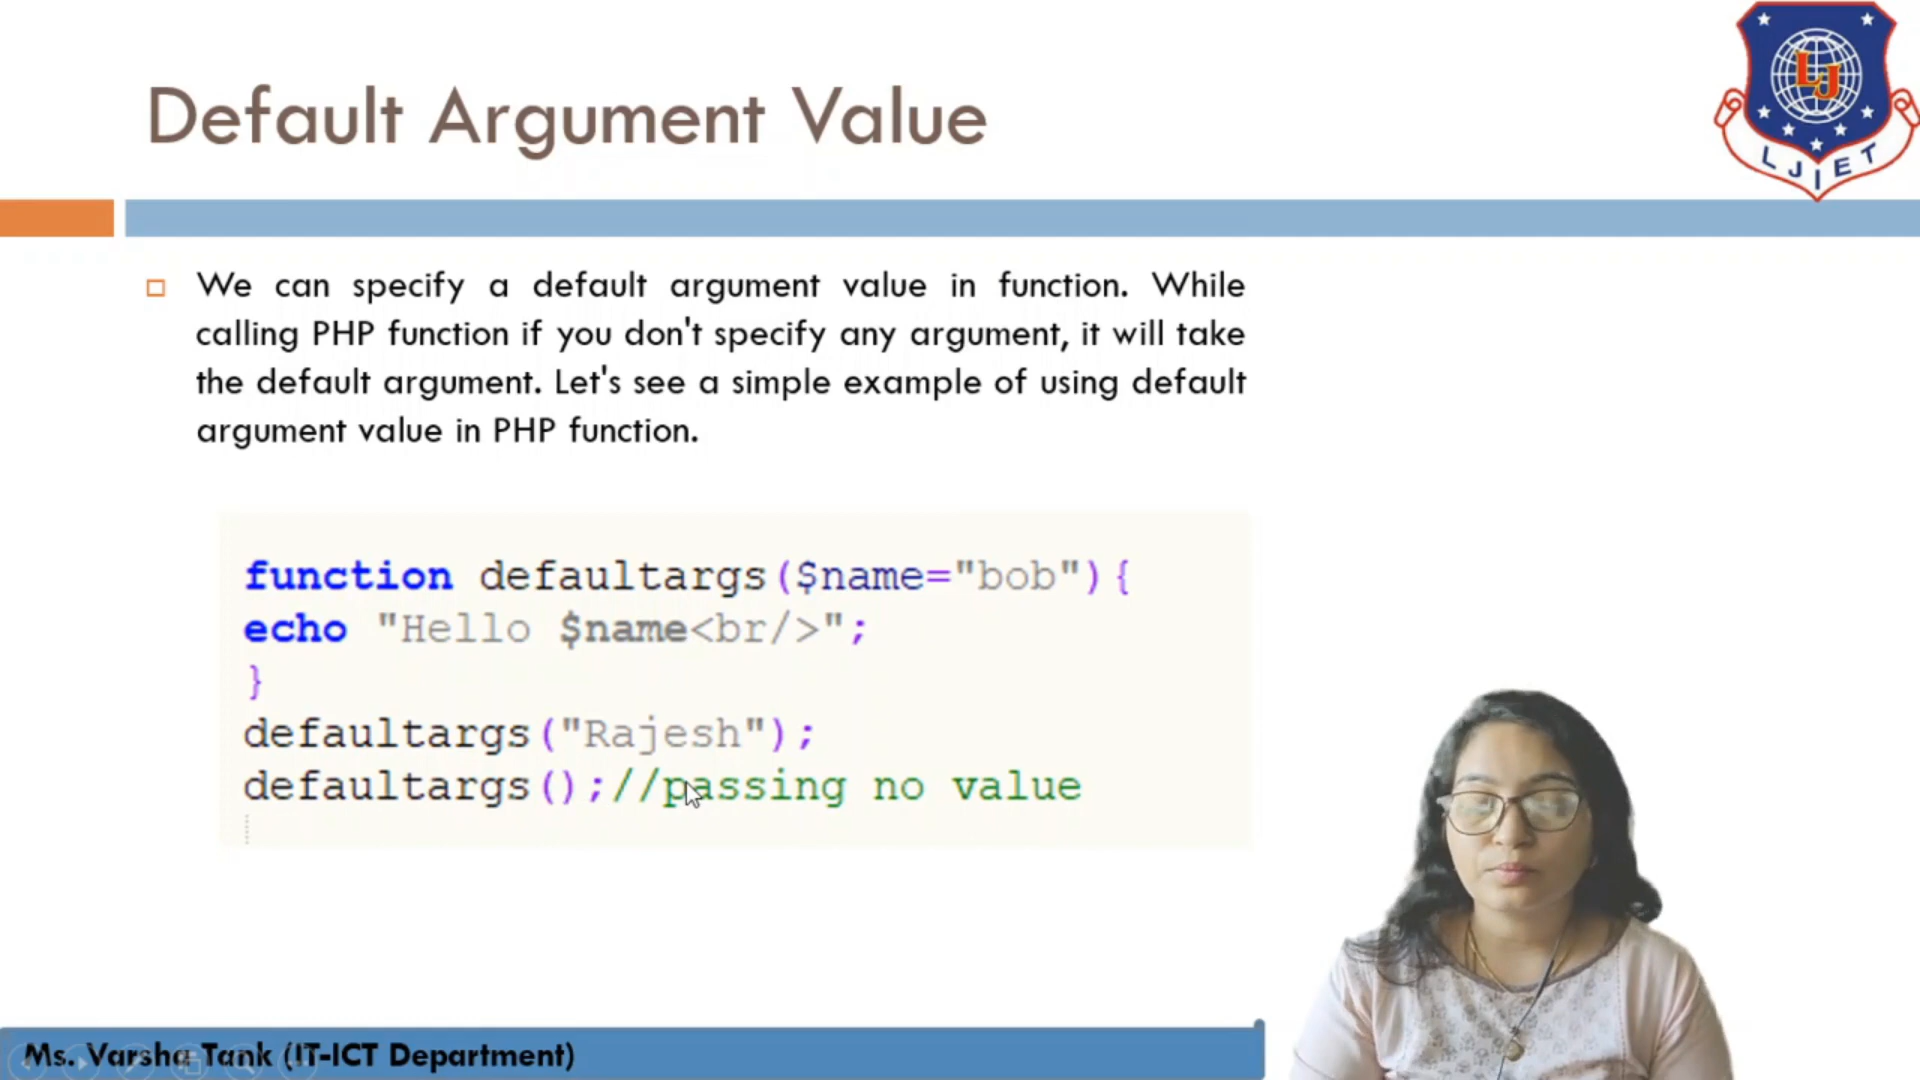 Default Argument Value
LJ
LJIET
We can specify a default argument value in function. While
calling PHP function if you don't specify any argument, it will take
the default argument. Let's see a simple example of using default
argument value in PHP function.
function defaultargs($name="bob"){
echo "Hello $name<br/>";
}
defaultargs("Rajesh");
defaultargs();//passing no value
Ms. Varsha Tank (IT-ICT Department)